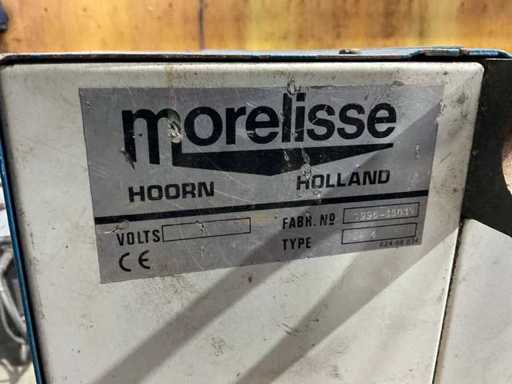 morelisse
HOORN HOLLAND
VOLTS FABR. Nº
CE TYPE